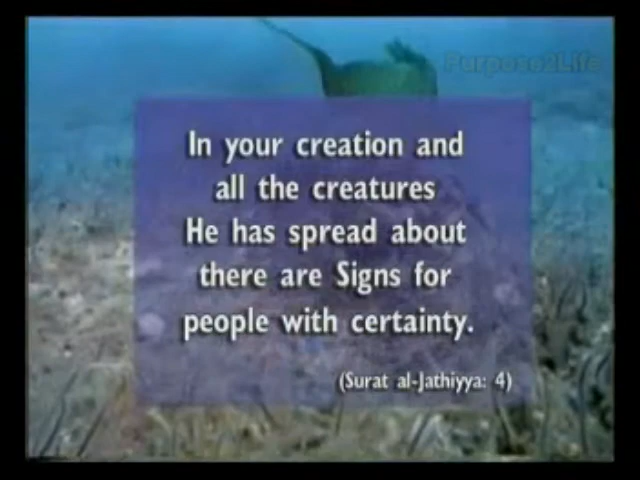 Purpose2Life
In your creation and
all the creatures
He has spread about
there are Signs for
people with certainty.
(Surat al-Jathiyya: 4)